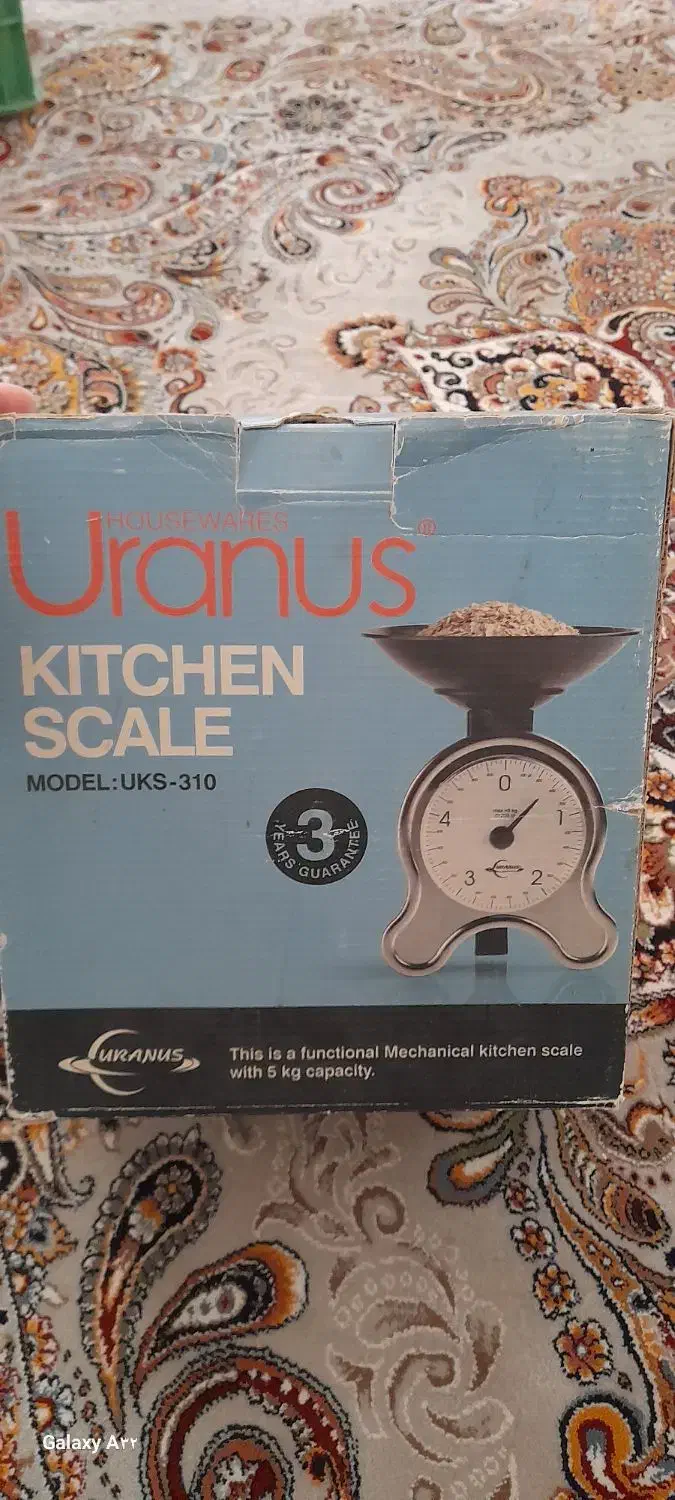 HOUSEWARES
Uranus®
KITCHEN
SCALE
MODEL:UKS-310
3
YEARS GUARANTEE
0
1
2
3
4
URANUS
URANUS
This is a functional Mechanical kitchen scale
with 5 kg capacity.
Galaxy A۲۲